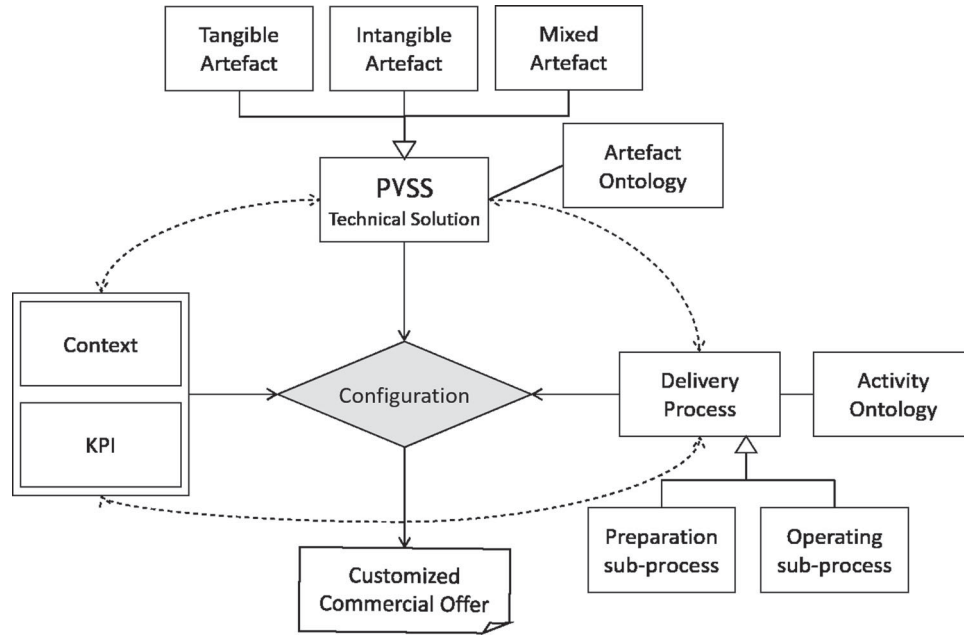 Tangible
Artefact
Intangible
Artefact
Mixed
Artefact
Artefact
Ontology
PVSS
Technical Solution
Context
KPI
Configuration
Delivery
Process
Activity
Ontology
Preparation
sub-process
Operating
sub-process
Customized
Commercial Offer